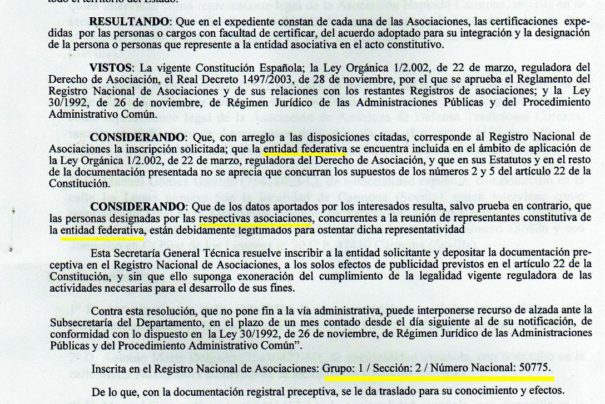 RESULTANDO: Que en el expediente constan de cada una de las Asociaciones, las certificaciones expe-
didas por las personas o cargos con facultad de certificar, del acuerdo adoptado para su integración y la designación
de la persona o personas que represente a la entidad asociativa en el acto constitutivo.
VISTOS: La vigente Constitución Española; la Ley Orgánica 1/2.002, de 22 de marzo, reguladora del
Derecho de Asociación, el Real Decreto 1497/2003, de 28 de noviembre, por el que se aprueba el Reglamento del
Registro Nacional de Asociaciones y de sus relaciones con los restantes Registros de asociaciones; y la Ley
30/1992, de 26 de noviembre, de Régimen Jurídico de las Administraciones Públicas y del Procedimiento
Administrativo Común.
CONSIDERANDO: Que, con arreglo a las disposiciones citadas, corresponde al Registro Nacional de
Asociaciones la inscripción solicitada; que la entidad federativa se encuentra incluida en el ámbito de aplicación de
la Ley Orgánica 1/2.002, de 22 de marzo, reguladora del Derecho de Asociación, y que en sus Estatutos y en el resto
de la documentación presentada no se aprecia que concurran los supuestos de los números 2 y 5 del artículo 22 de la
Constitución.
CONSIDERANDO: Que de los datos aportados por los interesados resulta, salvo prueba en contrario, que
las personas designadas por las respectivas asociaciones, concurrentes a la reunión de representantes constitutiva de
la entidad federativa, están debidamente legitimados para ostentar dicha representatividad
Esta Secretaría General Técnica resuelve inscribir a la entidad solicitante y depositar la documentación pre-
ceptiva en el Registro Nacional de Asociaciones, a los solos efectos de publicidad previstos en el artículo 22 de la
Constitución, y sin que ello suponga exoneración del cumplimiento de la legalidad vigente reguladora de las
actividades necesarias para el desarrollo de sus fines.
Contra esta resolución, que no pone fin a la vía administrativa, puede interponerse recurso de alzada ante la
Subsecretaría del Departamento, en el plazo de un mes contado desde el día siguiente al de su notificación, de
conformidad con lo dispuesto en la Ley 30/1992, de 26 de noviembre, de Régimen Jurídico de las Administraciones
Públicas y del Procedimiento Administrativo Común”.
Inscrita en el Registro Nacional de Asociaciones: Grupo: 1 / Sección: 2 / Número Nacional: 50775.
De lo que, con la documentación registral preceptiva, se le da traslado para su conocimiento y efectos.